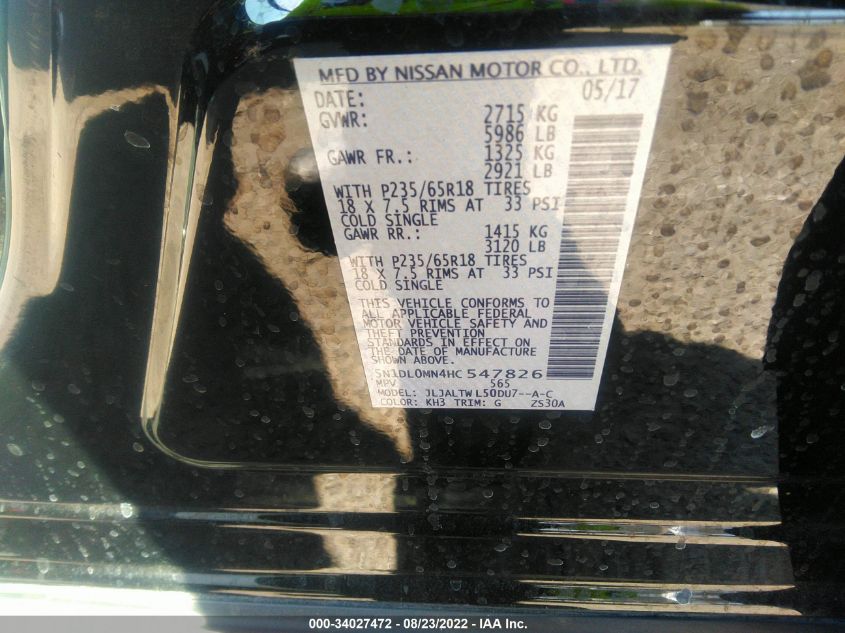 MFD BY NISSAN MOTOR CO., LTD.
DATE: 05/17
GVWR: 2715 KG
5986 LB
GAWR FR.: 1325 KG
2921 LB
WITH P235/65R18 TIRES
18 X 7.5 RIMS AT 33 PSI
COLD SINGLE
GAWR RR.: 1415 KG
3120 LB
WITH P235/65R18 TIRES
18 X 7.5 RIMS AT 33 PSI
COLD SINGLE
THIS VEHICLE CONFORMS TO
ALL APPLICABLE FEDERAL
MOTOR VEHICLE SAFETY AND
THEFT PREVENTION
STANDARDS IN EFFECT ON
THE DATE OF MANUFACTURE
SHOWN ABOVE.
5N1DL0MN4HC547826
MPV 565
MODEL: JLJALTWL50DU7--A-C
COLOR: KH3 TRIM: G ZS30A
000-34027472 - 08/23/2022 - IAA Inc.